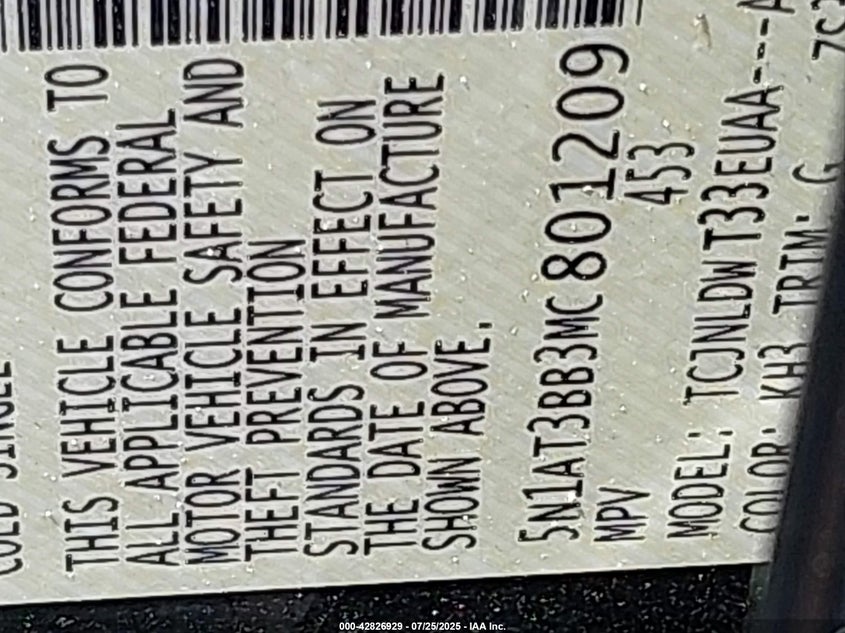 COLD
THIS VEHICLE CONFORMS TO
ALL APPLICABLE FEDERAL
MOTOR VEHICLE SAFETY AND
THEFT PREVENTION
STANDARDS IN EFFECT ON
THE DATE OF MANUFACTURE
SHOWN ABOVE.
5N1AT3BB3MC801209
MPV 453
MODEL: TCJNLDWT33EUAA---A
COLOR: KH3 TRIM: G
000-42826929 - 07/25/2025 - IAA Inc.